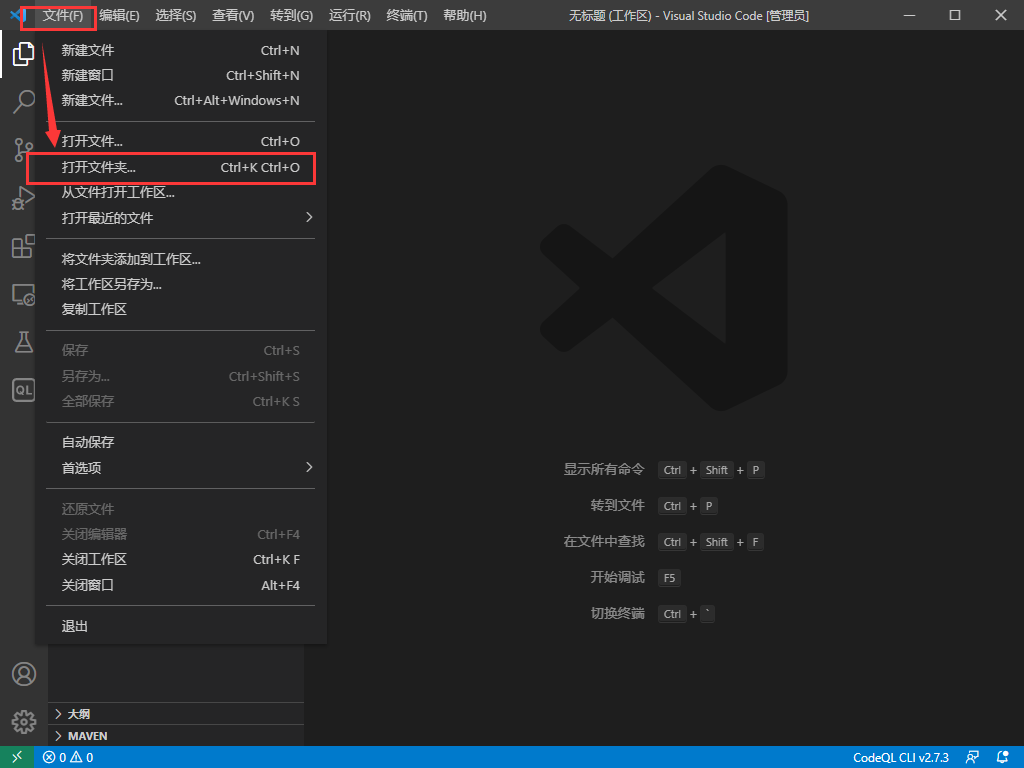 文件(F) 编辑(E) 选择(S) 查看(V) 转到(G) 运行(R) 终端(T) 帮助(H) 无标题 (工作区) - Visual Studio Code [管理员]
新建文件 Ctrl+N
新建窗口 Ctrl+Shift+N
新建文件... Ctrl+Alt+Windows+N
打开文件... Ctrl+O
打开文件夹... Ctrl+K Ctrl+O
从文件打开工作区...
打开最近的文件
将文件夹添加到工作区...
将工作区另存为...
复制工作区
保存 Ctrl+S
另存为... Ctrl+Shift+S
全部保存 Ctrl+K S
自动保存
首选项
还原文件
关闭编辑器 Ctrl+F4
关闭工作区 Ctrl+K F
关闭窗口 Alt+F4
退出
QL
显示所有命令 Ctrl + Shift + P
转到文件 Ctrl + P
在文件中查找 Ctrl + Shift + F
开始调试 F5
切换终端 Ctrl + `
大纲
MAVEN
0 0 CodeQL CLI v2.7.3